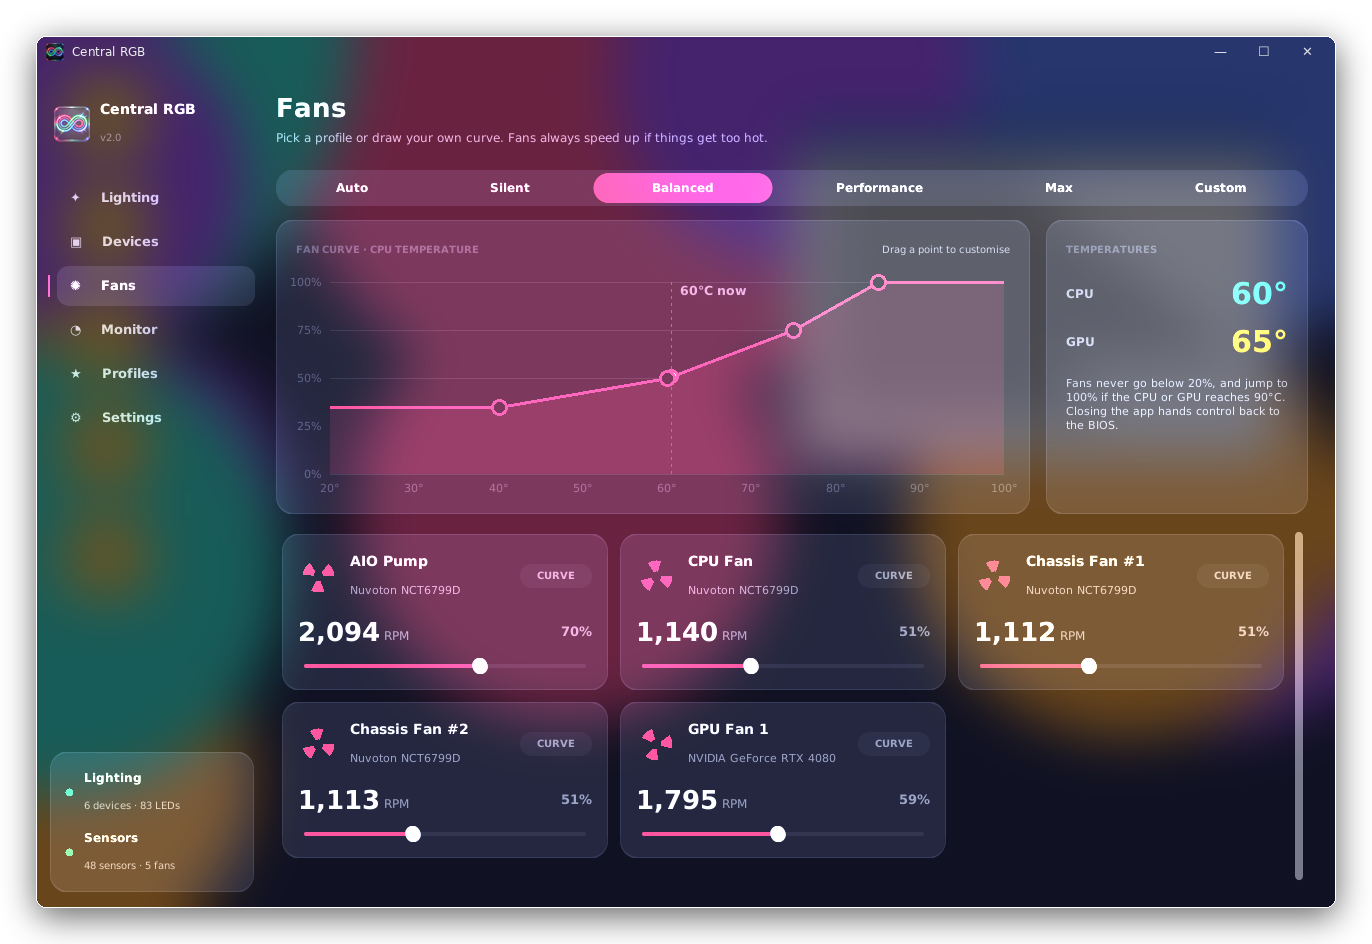 Central RGB
Central RGB
v2.0
Lighting
Devices
Fans
Monitor
Profiles
Settings
Lighting
6 devices · 83 LEDs
Sensors
48 sensors · 5 fans
Fans
Pick a profile or draw your own curve. Fans always speed up if things get too hot.
Auto Silent Balanced Performance Max Custom
FAN CURVE · CPU TEMPERATURE
Drag a point to customise
60°C now
100%
75%
50%
25%
0%
20° 30° 40° 50° 60° 70° 80° 90° 100°
TEMPERATURES
CPU 60°
GPU 65°
Fans never go below 20%, and jump to
100% if the CPU or GPU reaches 90°C.
Closing the app hands control back to
the BIOS.
AIO Pump
Nuvoton NCT6799D
CURVE
2,094 RPM 70%
CPU Fan
Nuvoton NCT6799D
CURVE
1,140 RPM 51%
Chassis Fan #1
Nuvoton NCT6799D
CURVE
1,112 RPM 51%
Chassis Fan #2
Nuvoton NCT6799D
CURVE
1,113 RPM 51%
GPU Fan 1
NVIDIA GeForce RTX 4080
CURVE
1,795 RPM 59%